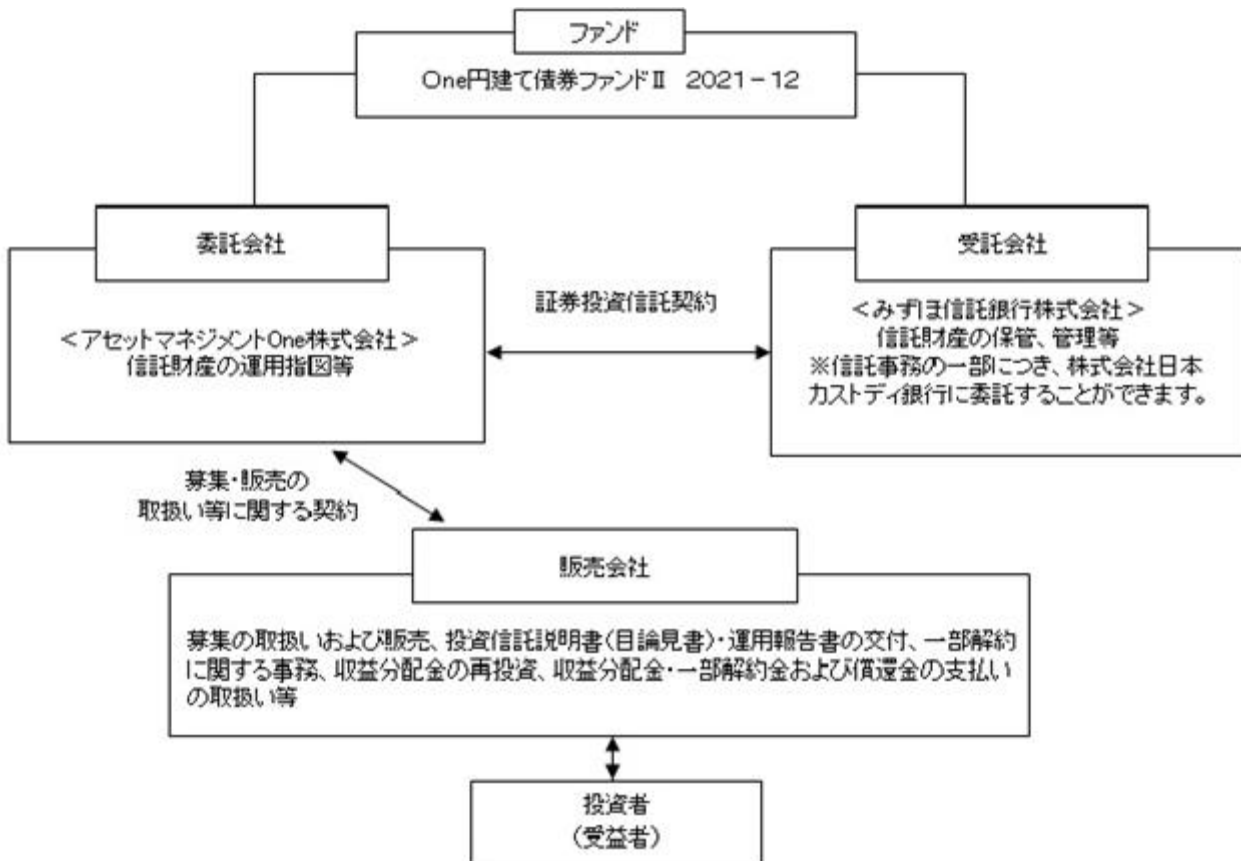 ファンド
One円建て債券ファンドⅡ 2021－12
委託会社
＜アセットマネジメントOne株式会社＞
信託財産の運用指図等
証券投資信託契約
受託会社
＜みずほ信託銀行株式会社＞
信託財産の保管、管理等
※信託事務の一部につき、株式会社日本
カストディ銀行に委託することができます。
募集・販売の
取扱い等に関する契約
販売会社
募集の取扱いおよび販売、投資信託説明書（目論見書）・運用報告書の交付、一部解約
に関する事務、収益分配金の再投資、収益分配金・一部解約金および償還金の支払い
の取扱い等
投資者
（受益者）